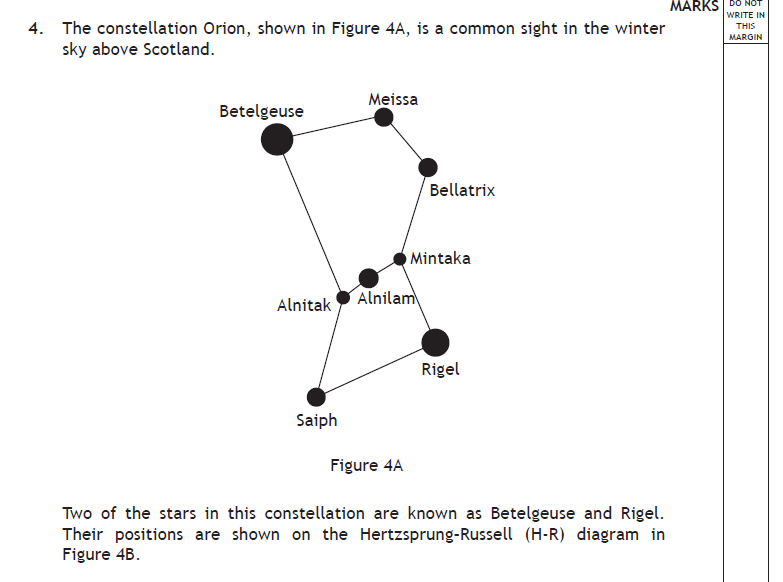 MARKS
DO NOT
WRITE IN
THIS
MARGIN
4. The constellation Orion, shown in Figure 4A, is a common sight in the winter
sky above Scotland.
Meissa
Betelgeuse
Bellatrix
Mintaka
Alnitak
Alnilam
Rigel
Saiph
Figure 4A
Two of the stars in this constellation are known as Betelgeuse and Rigel.
Their positions are shown on the Hertzsprung-Russell (H-R) diagram in
Figure 4B.